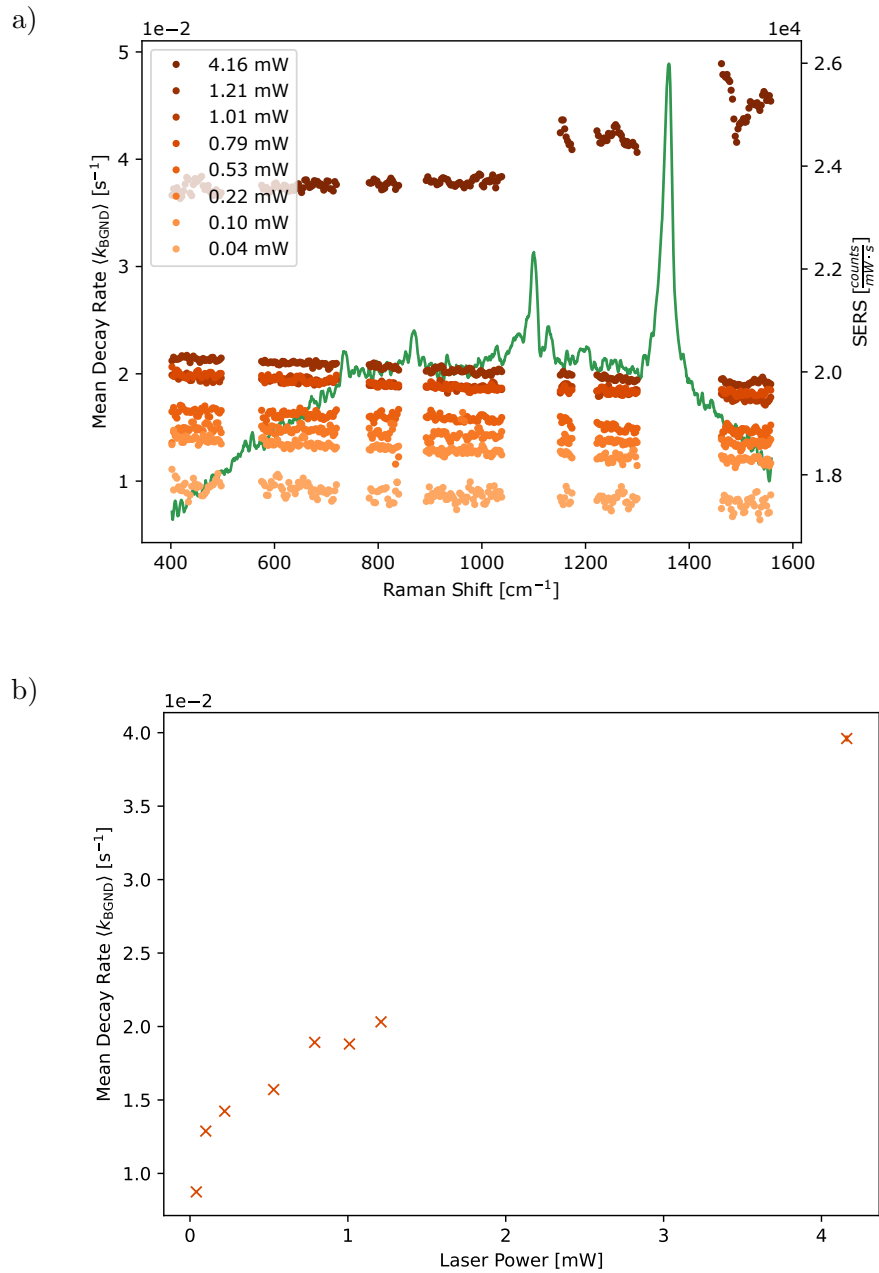 a)
1e−2
1e4
5
4
3
2
1
2.6
2.4
2.2
2.0
1.8
4.16 mW
1.21 mW
1.01 mW
0.79 mW
0.53 mW
0.22 mW
0.10 mW
0.04 mW
Mean Decay Rate ⟨k_BGND⟩ [s⁻¹]
SERS [counts/mW·s]
400 600 800 1000 1200 1400 1600
Raman Shift [cm⁻¹]
b)
1e−2
4.0
3.5
3.0
2.5
2.0
1.5
1.0
Mean Decay Rate ⟨k_BGND⟩ [s⁻¹]
0 1 2 3 4
Laser Power [mW]